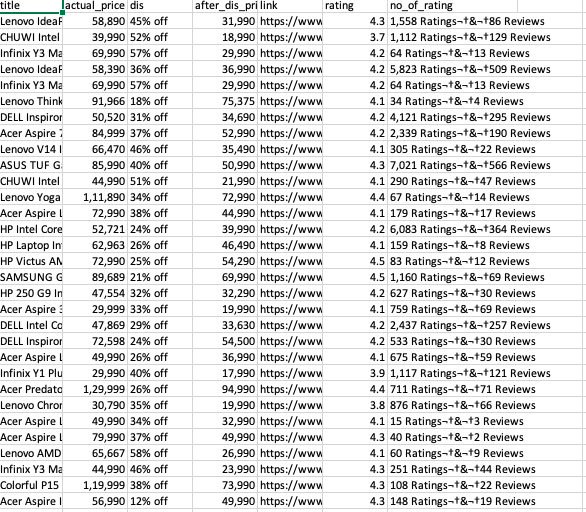 title actual_price dis after_dis_pri link rating no_of_rating
Lenovo IdeaF 58,890 45% off 31,990 https://www 4.3 1,558 Ratings¬†&¬†86 Reviews
CHUWI Intel 39,990 52% off 18,990 https://www 3.7 1,112 Ratings¬†&¬†129 Reviews
Infinix Y3 Ma 69,990 57% off 29,990 https://www 4.2 64 Ratings¬†&¬†13 Reviews
Lenovo IdeaF 58,390 36% off 36,990 https://www 4.2 5,823 Ratings¬†&¬†509 Reviews
Infinix Y3 Ma 69,990 57% off 29,990 https://www 4.2 64 Ratings¬†&¬†13 Reviews
Lenovo Think 91,966 18% off 75,375 https://www 4.1 34 Ratings¬†&¬†4 Reviews
DELL Inspiror 50,520 31% off 34,690 https://www 4.2 4,121 Ratings¬†&¬†295 Reviews
Acer Aspire 7 84,999 37% off 52,990 https://www 4.2 2,339 Ratings¬†&¬†190 Reviews
Lenovo V14 I 66,470 46% off 35,490 https://www 4.1 305 Ratings¬†&¬†22 Reviews
ASUS TUF G 85,990 40% off 50,990 https://www 4.3 7,021 Ratings¬†&¬†566 Reviews
CHUWI Intel 44,990 51% off 21,990 https://www 4.1 290 Ratings¬†&¬†47 Reviews
Lenovo Yoga 1,11,890 34% off 72,990 https://www 4.4 67 Ratings¬†&¬†14 Reviews
Acer Aspire L 72,990 38% off 44,990 https://www 4.1 179 Ratings¬†&¬†17 Reviews
HP Intel Core 52,721 24% off 39,990 https://www 4.2 6,083 Ratings¬†&¬†364 Reviews
HP Laptop In 62,963 26% off 46,490 https://www 4.1 159 Ratings¬†&¬†8 Reviews
HP Victus AM 72,990 25% off 54,290 https://www 4.5 83 Ratings¬†&¬†12 Reviews
SAMSUNG G 89,689 21% off 69,990 https://www 4.5 1,160 Ratings¬†&¬†69 Reviews
HP 250 G9 In 47,554 32% off 32,290 https://www 4.2 627 Ratings¬†&¬†30 Reviews
Acer Aspire 3 29,999 33% off 19,990 https://www 4.1 759 Ratings¬†&¬†69 Reviews
DELL Intel Co 47,869 29% off 33,630 https://www 4.2 2,437 Ratings¬†&¬†257 Reviews
DELL Inspiror 72,598 24% off 54,500 https://www 4.2 533 Ratings¬†&¬†30 Reviews
Acer Aspire L 49,990 26% off 36,990 https://www 4.1 675 Ratings¬†&¬†59 Reviews
Infinix Y1 Plu 29,990 40% off 17,990 https://www 3.9 1,117 Ratings¬†&¬†121 Reviews
Acer Predato 1,29,999 26% off 94,990 https://www 4.4 711 Ratings¬†&¬†71 Reviews
Lenovo Chror 30,790 35% off 19,990 https://www 3.8 876 Ratings¬†&¬†66 Reviews
Acer Aspire L 49,990 34% off 32,990 https://www 4.1 15 Ratings¬†&¬†3 Reviews
Acer Aspire L 79,990 37% off 49,990 https://www 4.3 40 Ratings¬†&¬†2 Reviews
Lenovo AMD 65,667 58% off 26,990 https://www 4.1 60 Ratings¬†&¬†9 Reviews
Infinix Y3 Ma 44,990 46% off 23,990 https://www 4.3 251 Ratings¬†&¬†44 Reviews
Colorful P15 1,19,999 38% off 73,990 https://www 4.3 108 Ratings¬†&¬†22 Reviews
Acer Aspire I 56,990 12% off 49,990 https://www 4.3 148 Ratings¬†&¬†19 Reviews